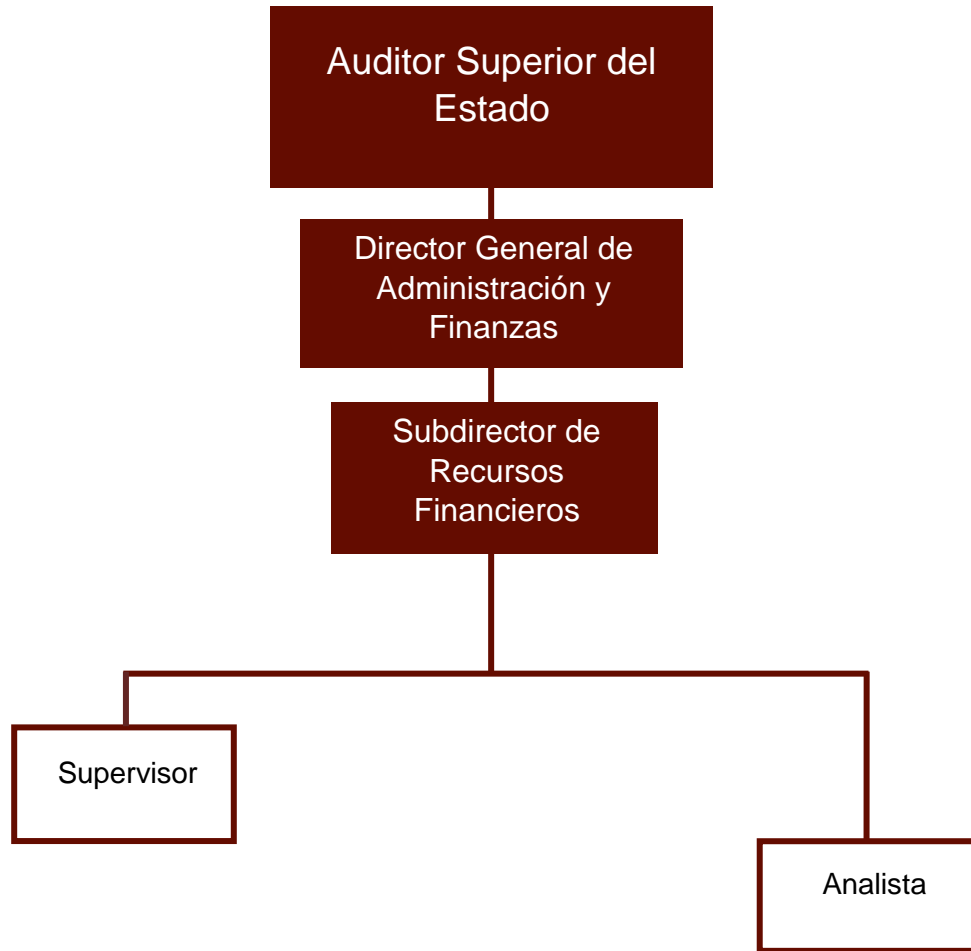 Auditor Superior del
Estado
Director General de
Administración y
Finanzas
Subdirector de
Recursos
Financieros
Supervisor
Analista